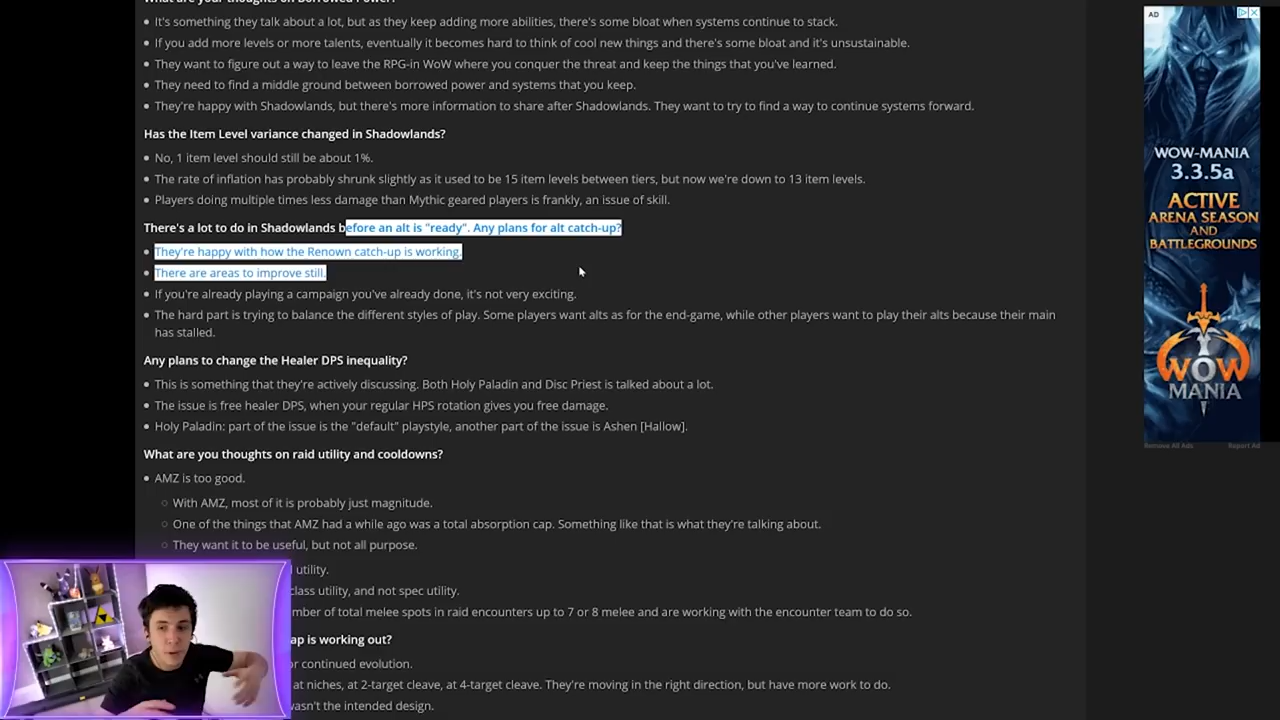 What are your thoughts on Borrowed Power?
It's something they talk about a lot, but as they keep adding more abilities, there's some bloat when systems continue to stack.
If you add more levels or more talents, eventually it becomes hard to think of cool new things and there's some bloat and it's unsustainable.
They want to figure out a way to leave the RPG-in WoW where you conquer the threat and keep the things that you've learned.
They need to find a middle ground between borrowed power and systems that you keep.
They're happy with Shadowlands, but there's more information to share after Shadowlands. They want to try to find a way to continue systems forward.
Has the Item Level variance changed in Shadowlands?
No, 1 item level should still be about 1%.
The rate of inflation has probably shrunk slightly as it used to be 15 item levels between tiers, but now we're down to 13 item levels.
Players doing multiple times less damage than Mythic geared players is frankly, an issue of skill.
There's a lot to do in Shadowlands before an alt is "ready". Any plans for alt catch-up?
They're happy with how the Renown catch-up is working.
There are areas to improve still.
If you're already playing a campaign you've already done, it's not very exciting.
The hard part is trying to balance the different styles of play. Some players want alts as for the end-game, while other players want to play their alts because their main
has stalled.
Any plans to change the Healer DPS inequality?
This is something that they're actively discussing. Both Holy Paladin and Disc Priest is talked about a lot.
The issue is free healer DPS, when your regular HPS rotation gives you free damage.
Holy Paladin: part of the issue is the "default" playstyle, another part of the issue is Ashen [Hallow].
What are you thoughts on raid utility and cooldowns?
AMZ is too good.
With AMZ, most of it is probably just magnitude.
One of the things that AMZ had a while ago was a total absorption cap. Something like that is what they're talking about.
They want it to be useful, but not all purpose.
utility.
class utility, and not spec utility.
mber of total melee spots in raid encounters up to 7 or 8 melee and are working with the encounter team to do so.
ap is working out?
or continued evolution.
at niches, at 2-target cleave, at 4-target cleave. They're moving in the right direction, but have more work to do.
wasn't the intended design.
AD
WOW-MANIA
3.3.5a
ACTIVE
ARENA SEASON
AND
BATTLEGROUNDS
WOW
MANIA
Remove All Ads
Report Ad